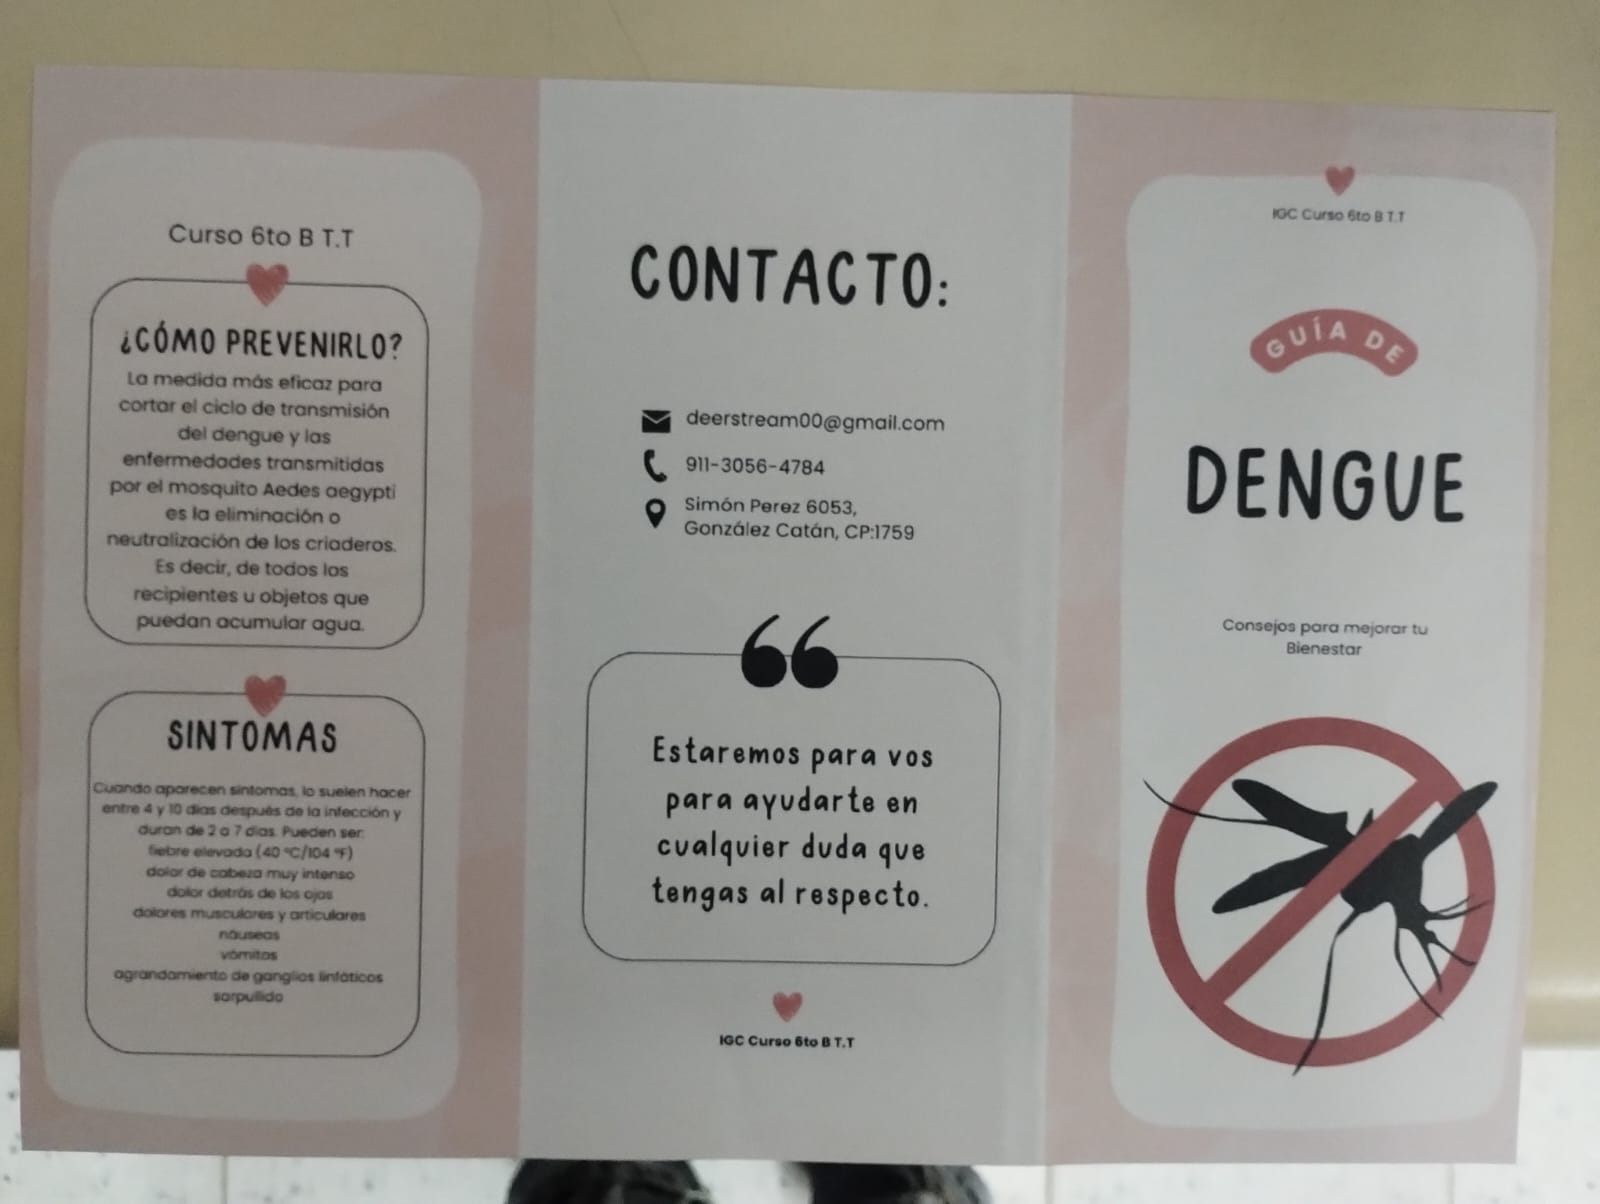 Curso 6to B T.T
¿CÓMO PREVENIRLO?
La medida más eficaz para
cortar el ciclo de transmisión
del dengue y las
enfermedades transmitidas
por el mosquito Aedes aegypti
es la eliminación o
neutralización de los criaderos.
Es decir, de todos los
recipientes u objetos que
puedan acumular agua.
SINTOMAS
Cuando aparecen síntomas, lo suelen hacer
entre 4 y 10 días después de la infección y
duran de 2 a 7 días. Pueden ser:
fiebre elevada (40 °C/104 °F)
dolor de cabeza muy intenso
dolor detrás de los ojos
dolores musculares y articulares
náuseas
vómitos
agrandamiento de ganglios linfáticos
sarpullido
CONTACTO:
deerstream00@gmail.com
911-3056-4784
Simón Perez 6053,
González Catán, CP:1759
“
Estaremos para vos
para ayudarte en
cualquier duda que
tengas al respecto.
IGC Curso 6to B T.T
IGC Curso 6to B T.T
GUÍA DE
DENGUE
Consejos para mejorar tu
Bienestar